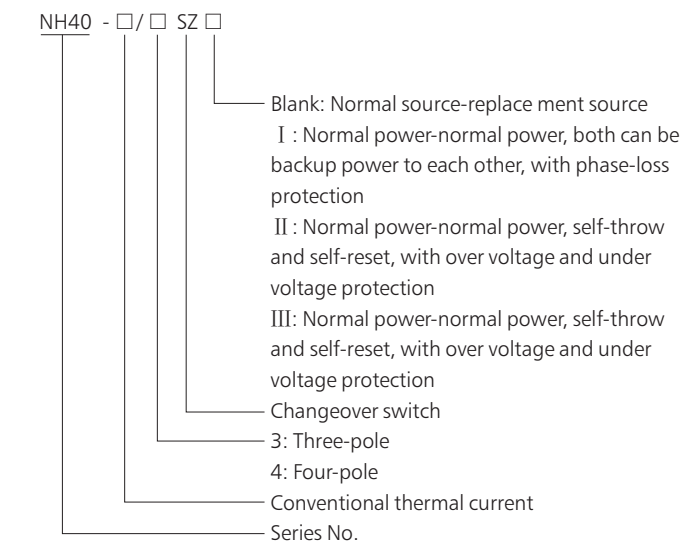 NH40 - □/□ SZ □
Blank: Normal source-replace ment source
Ⅰ: Normal power-normal power, both can be
backup power to each other, with phase-loss
protection
Ⅱ: Normal power-normal power, self-throw
and self-reset, with over voltage and under
voltage protection
Ⅲ: Normal power-normal power, self-throw
and self-reset, with over voltage and under
voltage protection
Changeover switch
3: Three-pole
4: Four-pole
Conventional thermal current
Series No.